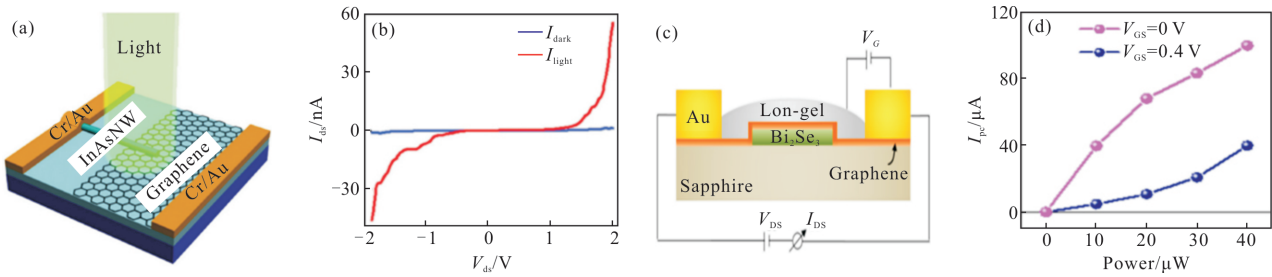 (a)
Light
Cr/Au
InAsNW
Graphene
Cr/Au
(b)
I_dark
I_light
60
30
0
−30
I_ds/nA
−2
−1
0
1
2
V_ds/V
(c)
V_G
Au
Lon-gel
Bi₂Se₃
Graphene
Sapphire
V_DS
I_DS
(d)
V_GS=0 V
V_GS=0.4 V
120
80
40
0
I_pc/μA
0
10
20
30
40
Power/μW